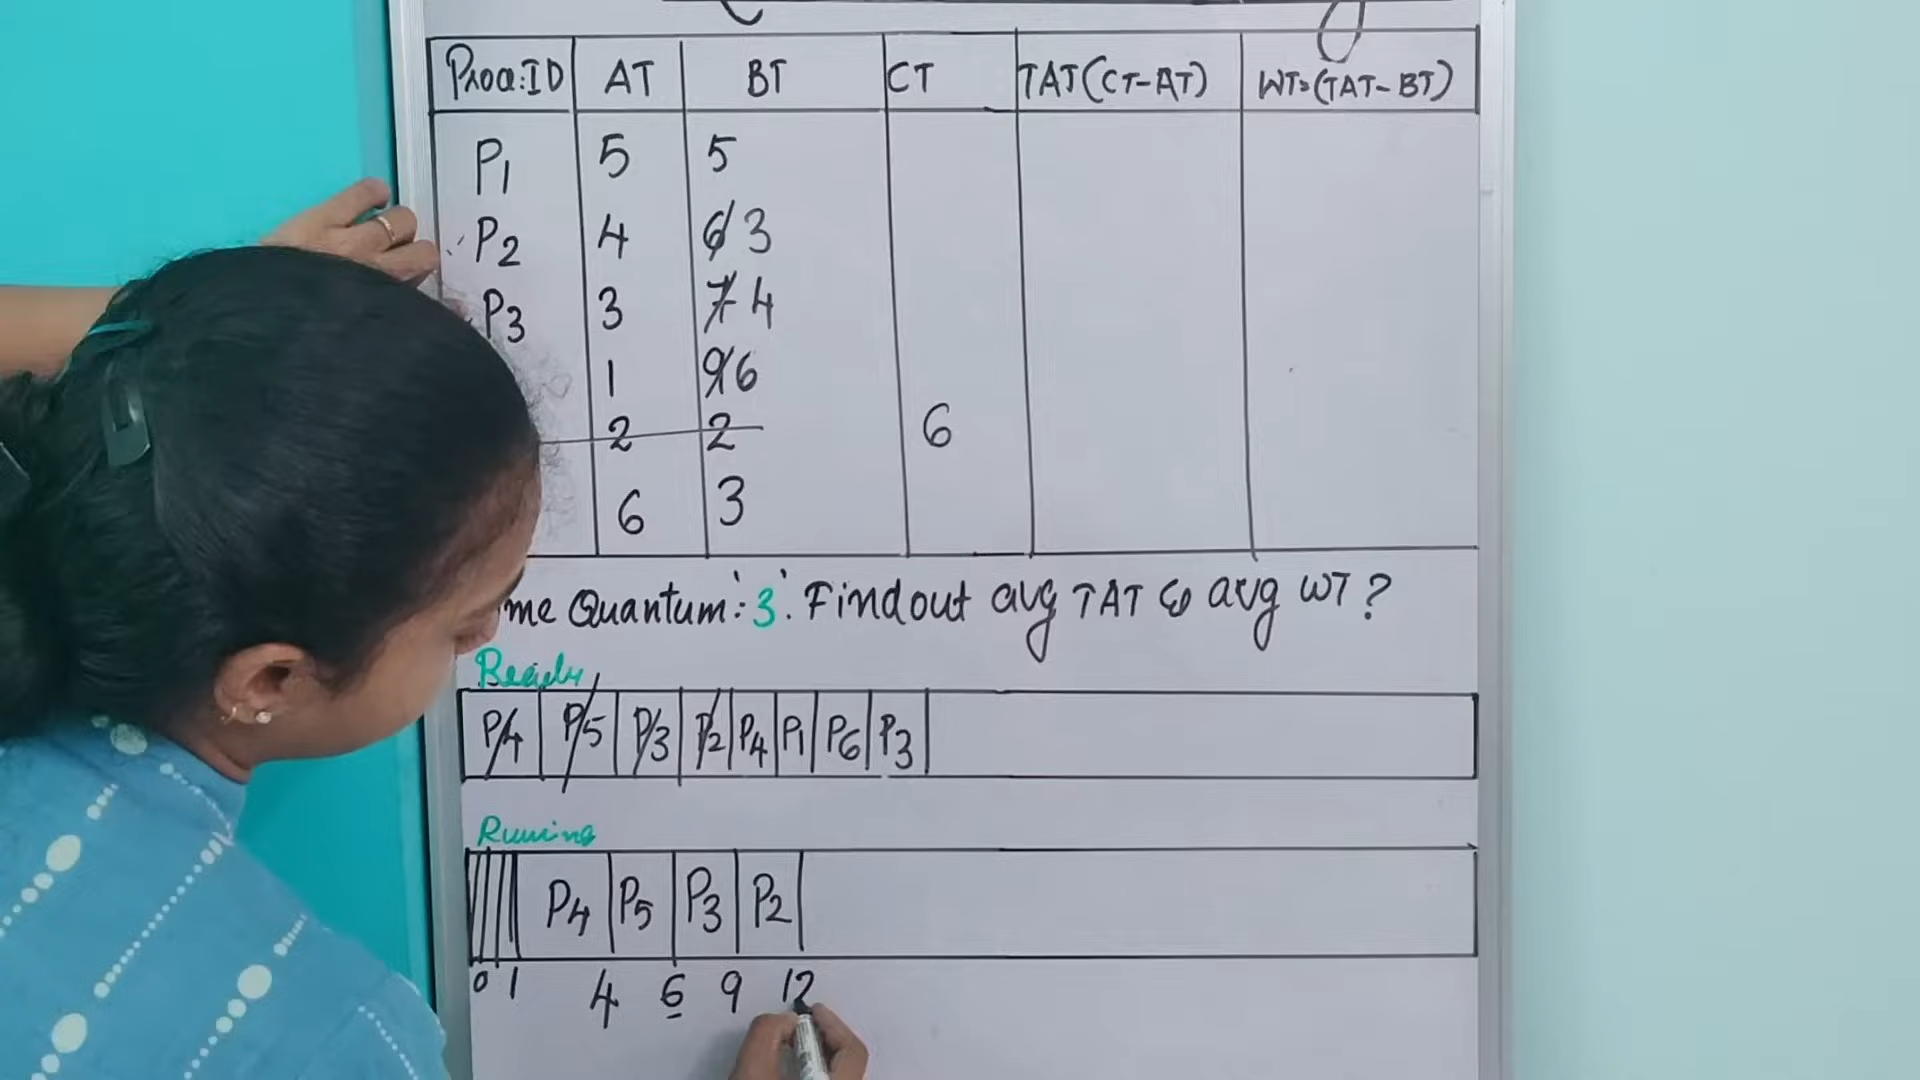 Proce:ID AT BT CT TAT(CT-AT) WT=(TAT-BT)
P1 5 5
P2 4 6 3
P3 3 7 4
1 9 6
2 2 6
6 3
me Quantum:'3'. Findout avg TAT & avg WT?
Ready
P4 P5 P3 P2 P4 P1 P6 P3
Running
P4 P5 P3 P2
0 1 4 6 9 12